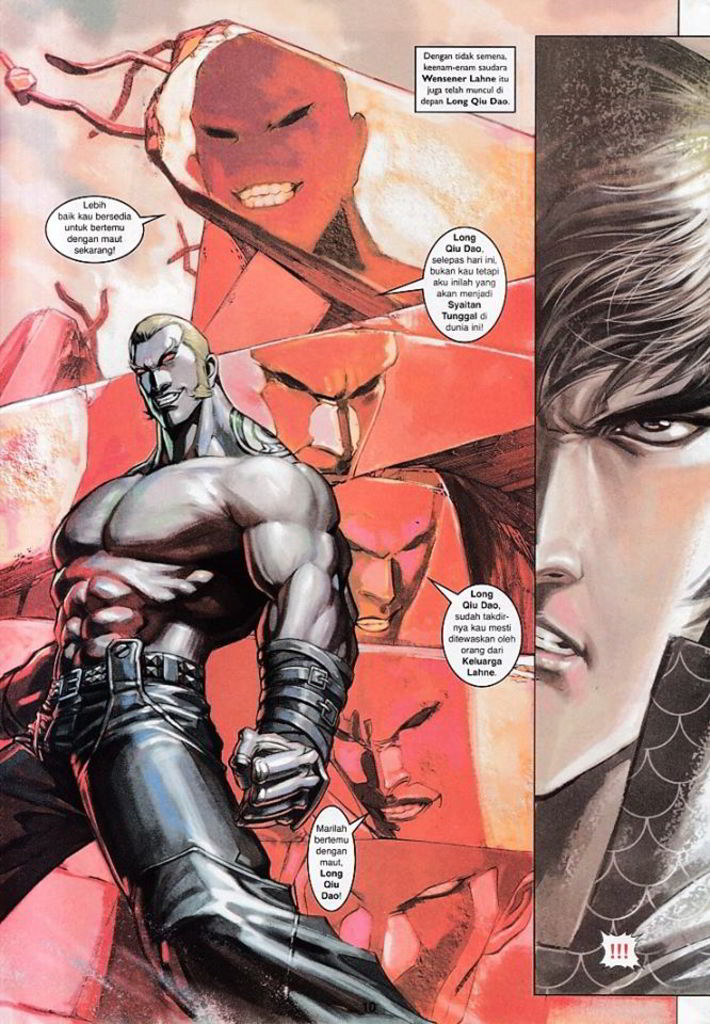 Dengan tidak semena,
keenam-enam saudara
Wensener Lahne itu
juga telah muncul di
depan Long Qiu Dao.
Lebih
baik kau bersedia
untuk bertemu
dengan maut
sekarang!
Long
Qiu Dao,
selepas hari ini,
bukan kau tetapi
aku inilah yang
akan menjadi
Syaitan
Tunggal di
dunia ini!
Long
Qiu Dao,
sudah takdir-
nya kau mesti
ditewaskan oleh
orang dari
Keluarga
Lahne.
Marilah
bertemu
dengan
maut,
Long
Qiu
Dao!
!!!
10